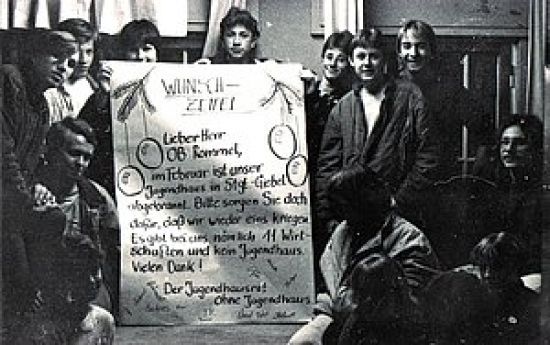 WUNSCH-
ZETTEL
Lieber Herr
OB Rommel,
im Februar ist unser
Jugendhaus in Stgt-Giebel
abgebrannt. Bitte sorgen Sie doch
dafür, daß wir wieder eins kriegen
Es gibt bei uns nämlich 11 Wirt-
schaften und kein Jugendhaus.
Vielen Dank!
Der Jugendhausrat
Ohne Jugendhaus